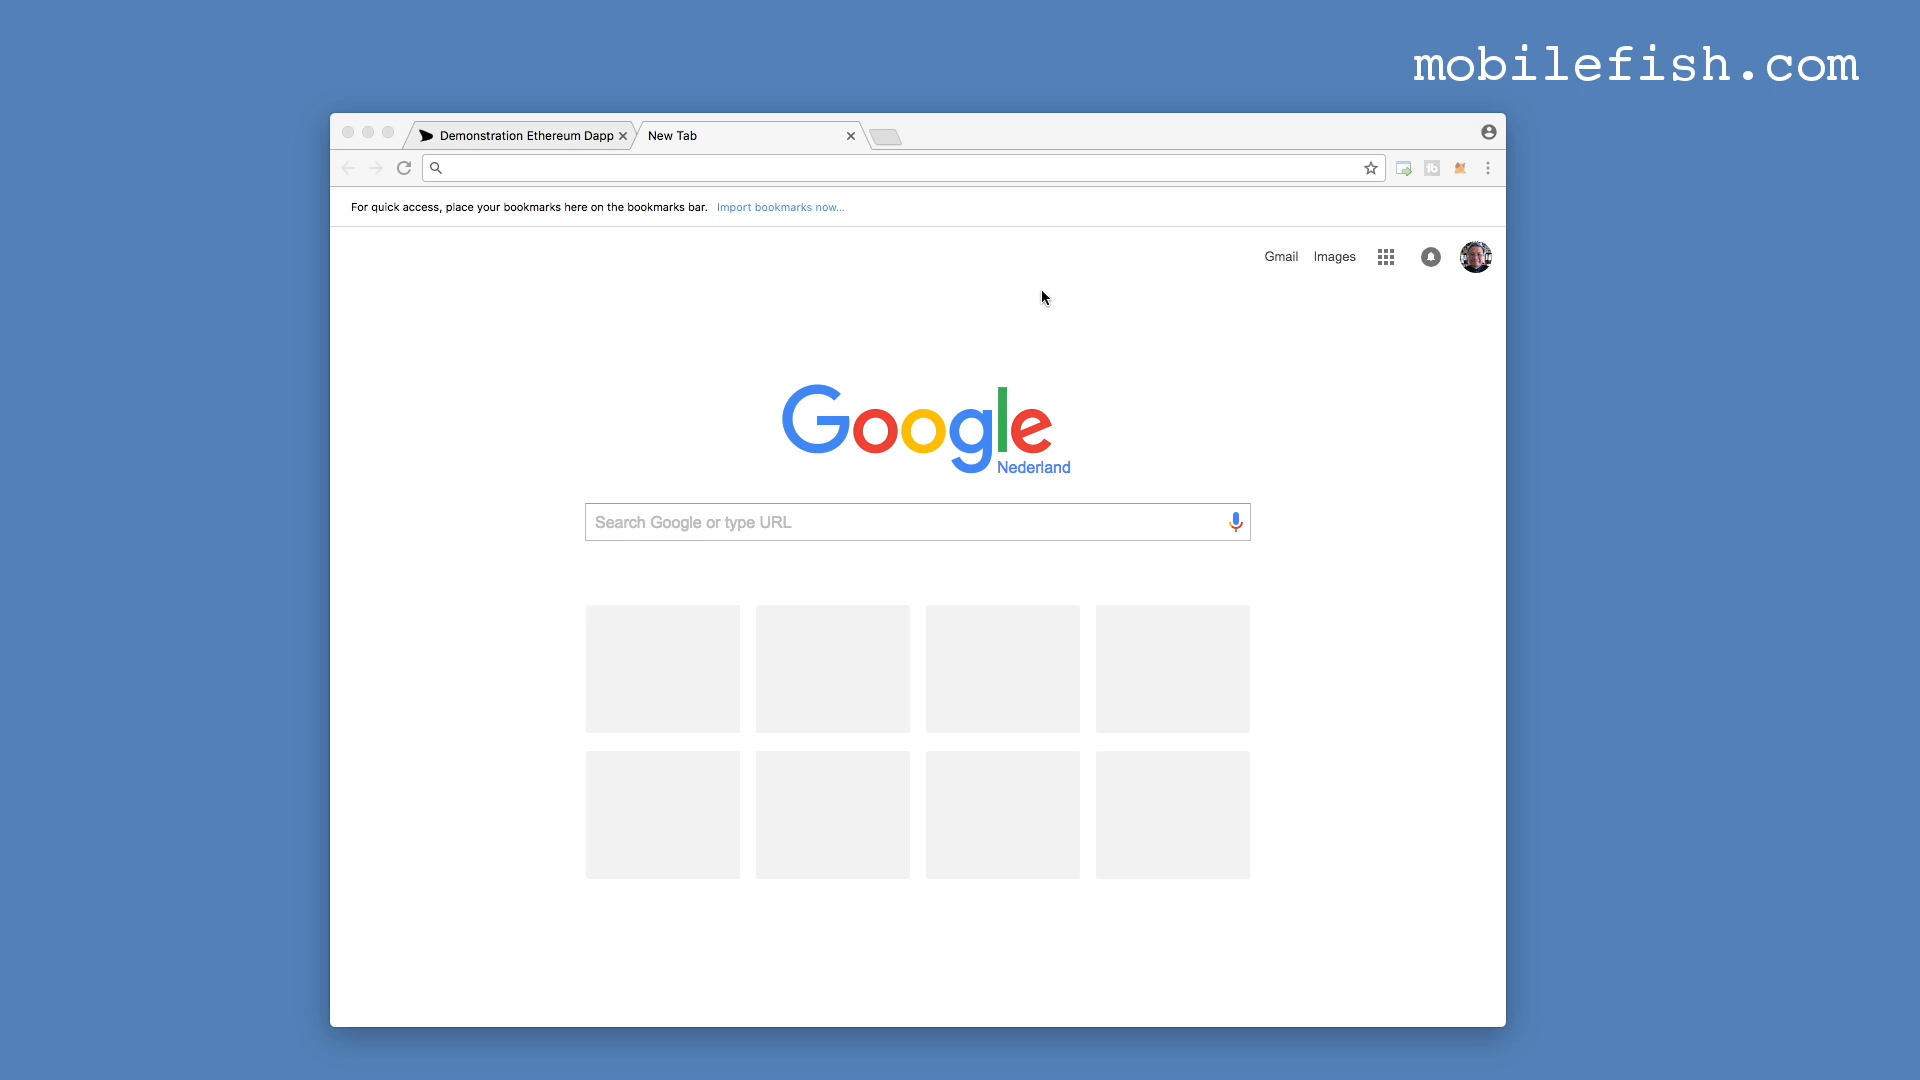 mobilefish.com
Demonstration Ethereum Dapp
New Tab
For quick access, place your bookmarks here on the bookmarks bar. Import bookmarks now...
Gmail Images
Google
Nederland
Search Google or type URL